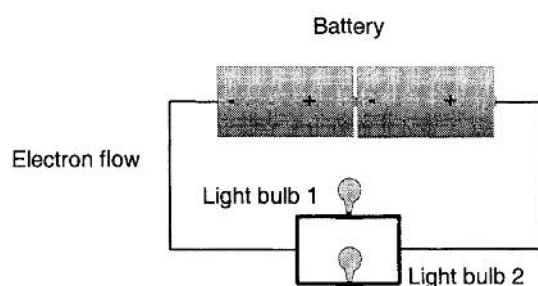 Battery
- + - +
Electron flow
Light bulb 1
Light bulb 2